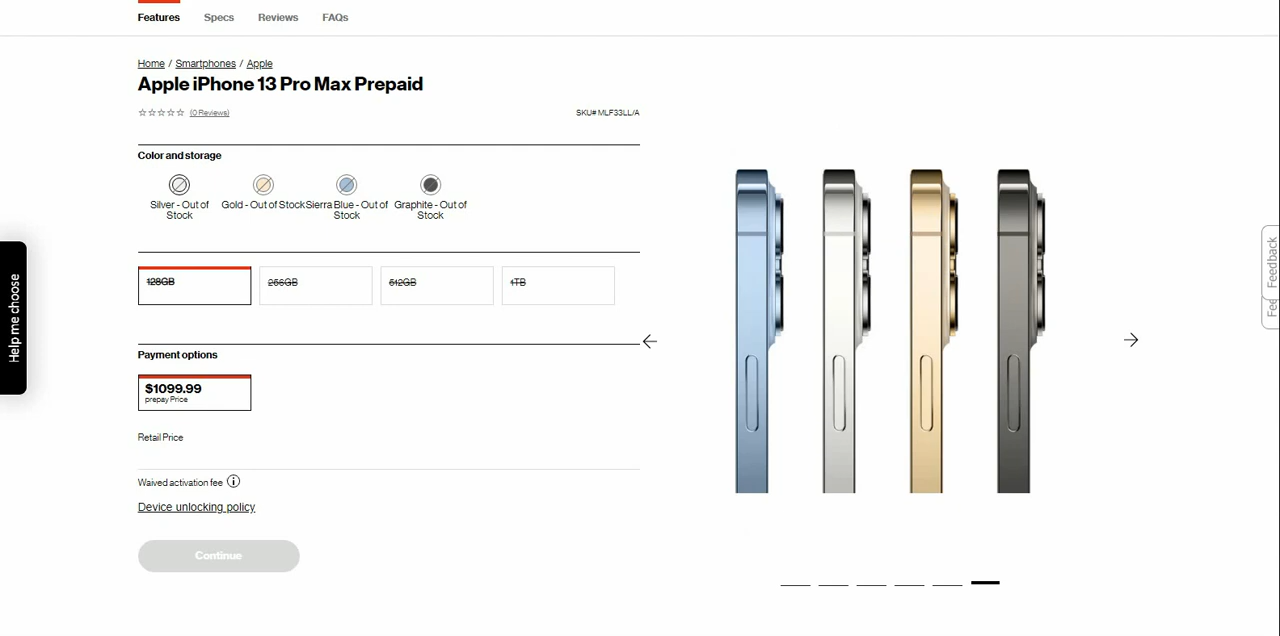 Features Specs Reviews FAQs
Home / Smartphones / Apple
Apple iPhone 13 Pro Max Prepaid
(0 Reviews) SKU# MLF33LL/A
Color and storage
Silver - Out of Stock
Gold - Out of Stock
Sierra Blue - Out of Stock
Graphite - Out of Stock
128GB 256GB 512GB 1TB
Payment options
$1099.99
prepay Price
Retail Price
Waived activation fee
Device unlocking policy
Continue
Help me choose
Feedback
Fee